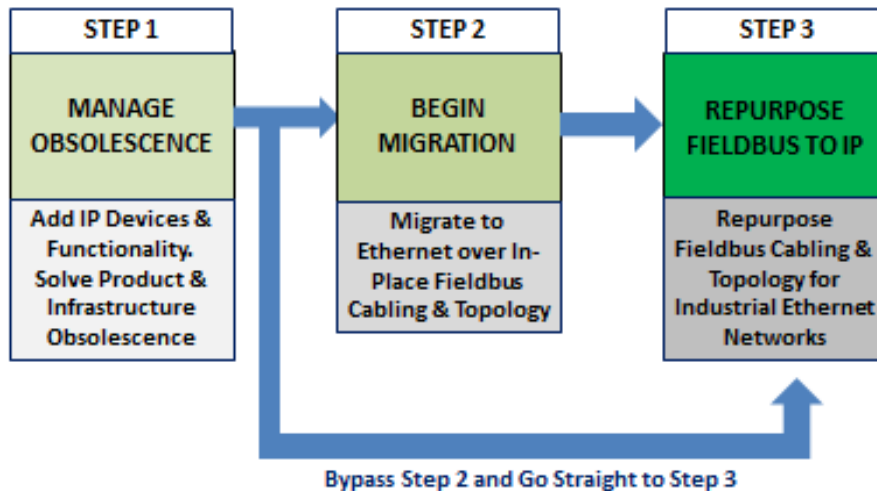 STEP 1
MANAGE
OBSOLESCENCE
Add IP Devices &
Functionality.
Solve Product &
Infrastructure
Obsolescence
STEP 2
BEGIN
MIGRATION
Migrate to
Ethernet over In-
Place Fieldbus
Cabling & Topology
STEP 3
REPURPOSE
FIELDBUS TO IP
Repurpose
Fieldbus Cabling &
Topology for
Industrial Ethernet
Networks
Bypass Step 2 and Go Straight to Step 3